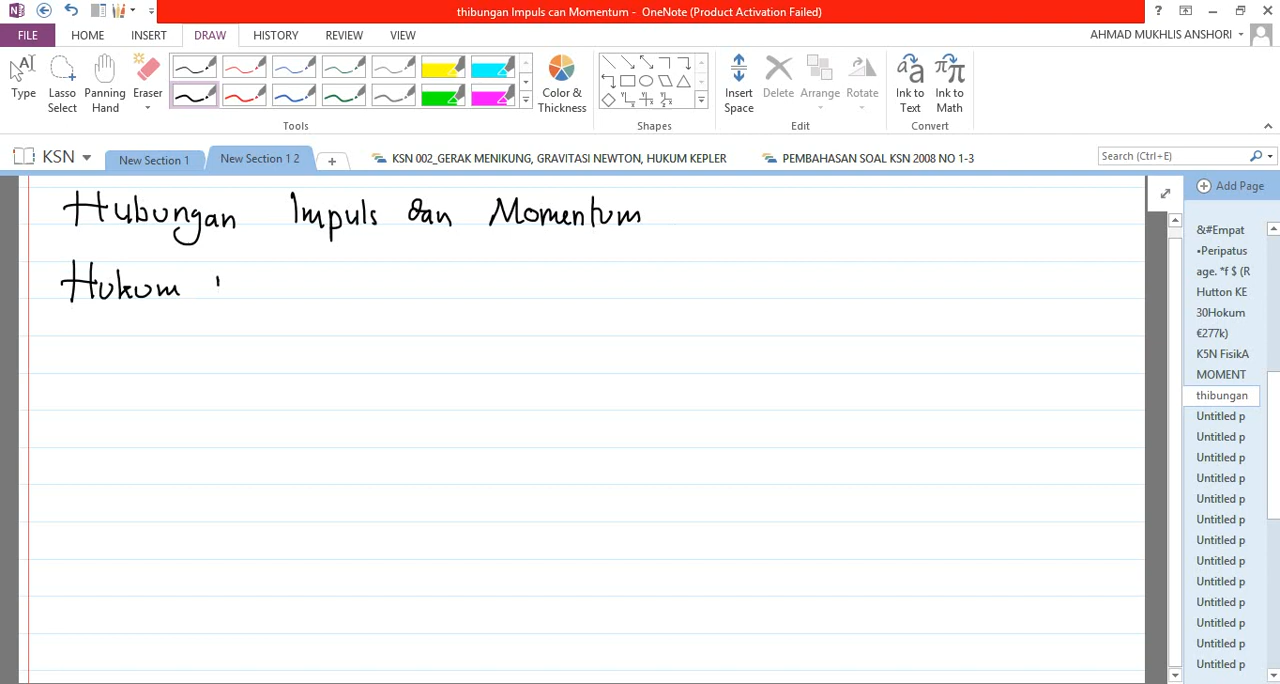 thibungan Impuls can Momentum - OneNote (Product Activation Failed)
FILE HOME INSERT DRAW HISTORY REVIEW VIEW
AHMAD MUKHLIS ANSHORI
Type Lasso Select Panning Hand Eraser
Color & Thickness
Insert Space Delete Arrange Rotate
Ink to Text Ink to Math
Tools Shapes Edit Convert
KSN New Section 1 New Section 1 2 KSN 002_GERAK MENIKUNG, GRAVITASI NEWTON, HUKUM KEPLER PEMBAHASAN SOAL KSN 2008 NO 1-3 Search (Ctrl+E)
Add Page
Hubungan Impuls dan Momentum
Hukum
&#Empat
•Peripatus
age. *f $ (R
Hutton KE
30Hokum
€277k)
K5N FisikA
MOMENT
thibungan
Untitled p
Untitled p
Untitled p
Untitled p
Untitled p
Untitled p
Untitled p
Untitled p
Untitled p
Untitled p
Untitled p
Untitled p
Untitled p